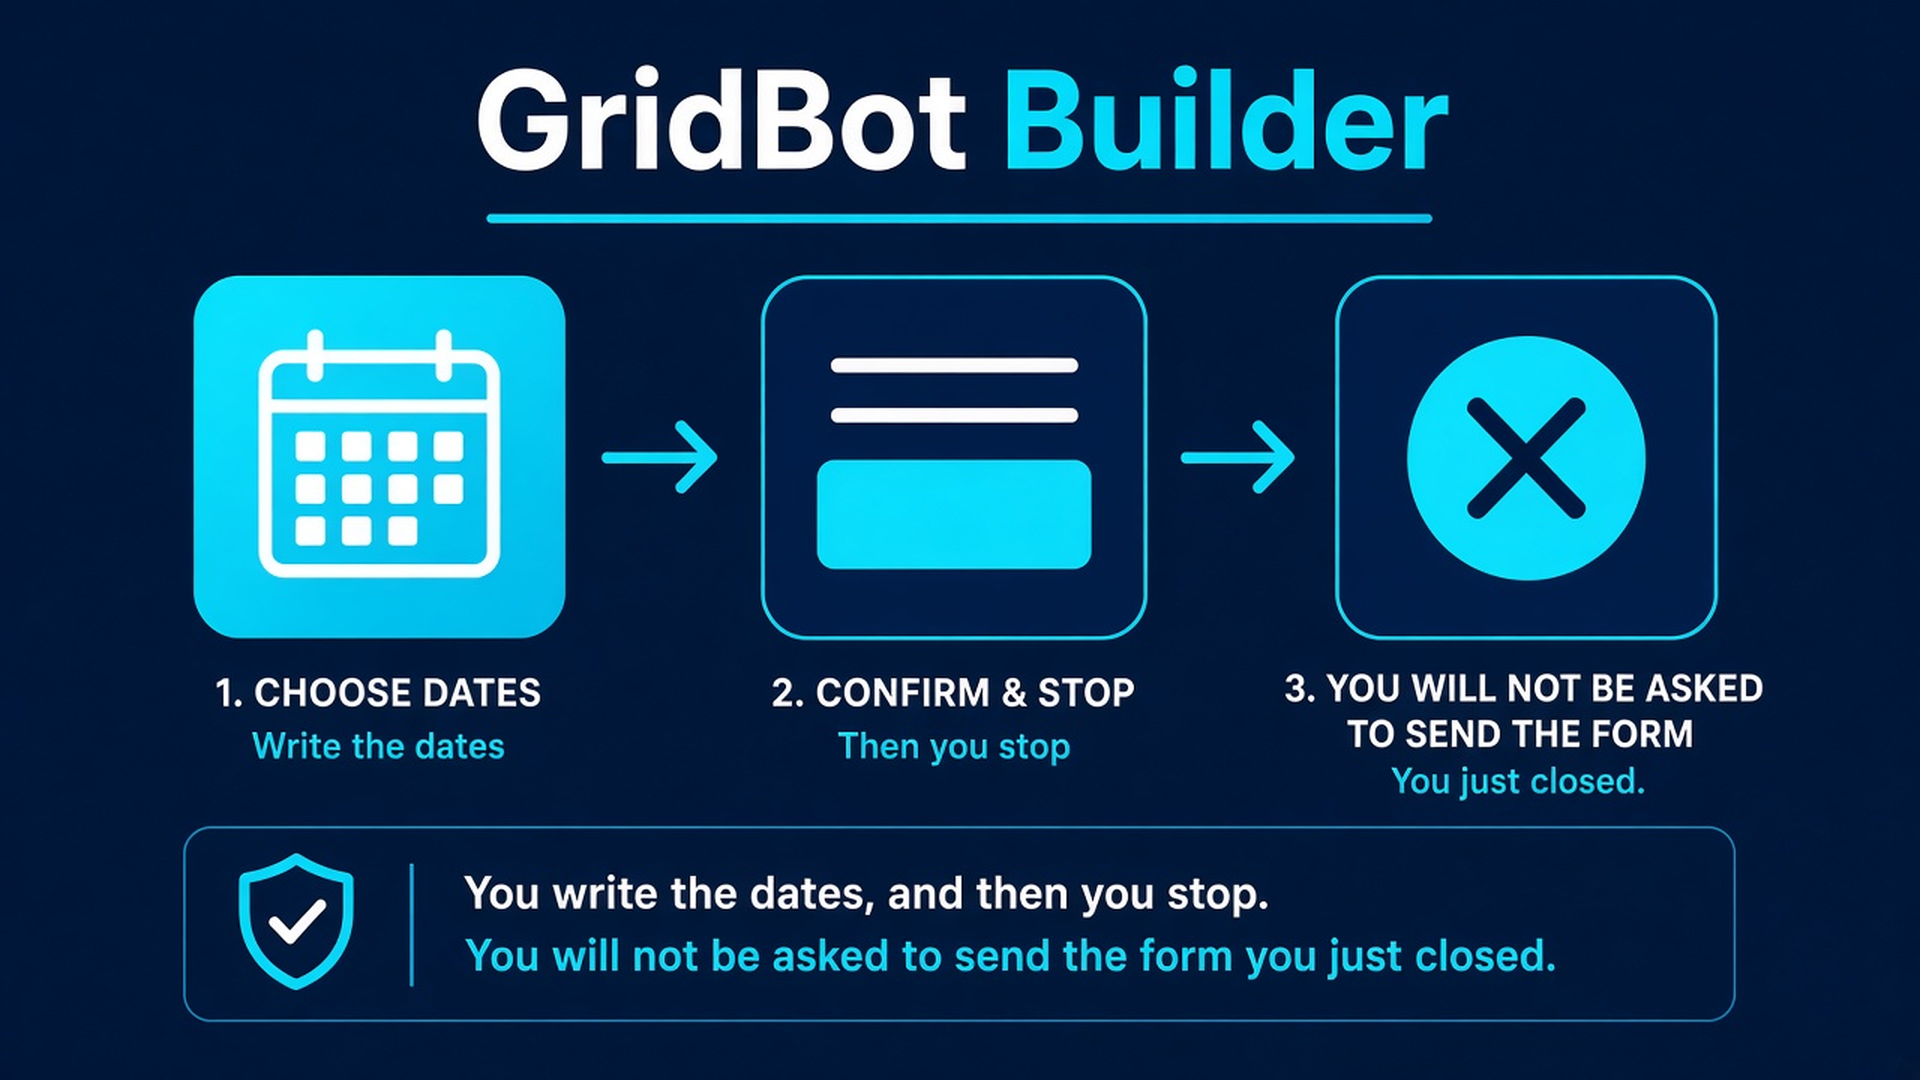 GridBot Builder
1. CHOOSE DATES
Write the dates
2. CONFIRM & STOP
Then you stop
3. YOU WILL NOT BE ASKED
TO SEND THE FORM
You just closed.
You write the dates, and then you stop.
You will not be asked to send the form you just closed.